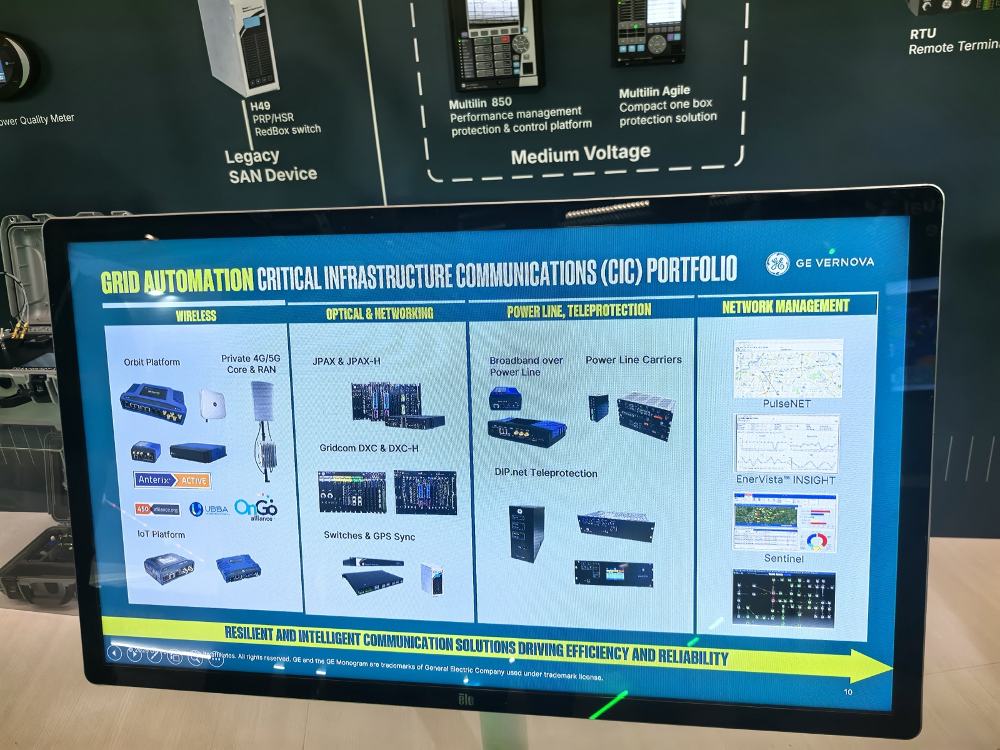 ower Quality Meter
H49
PRP/HSR
RedBox switch
Legacy
SAN Device
Multilin 850
Performance management
protection & control platform
Multilin Agile
Compact one box
protection solution
Medium Voltage
RTU
Remote Termin
GRID AUTOMATION CRITICAL INFRASTRUCTURE COMMUNICATIONS (CIC) PORTFOLIO
GE VERNOVA
WIRELESS
Orbit Platform
Private 4G/5G
Core & RAN
Anterix ACTIVE
450 alliance.org
UBBA
OnGo
alliance
IoT Platform
OPTICAL & NETWORKING
JPAX & JPAX-H
Gridcom DXC & DXC-H
Switches & GPS Sync
POWER LINE, TELEPROTECTION
Broadband over
Power Line
Power Line Carriers
DIP.net Teleprotection
NETWORK MANAGEMENT
PulseNET
EnerVista™ INSIGHT
Sentinel
RESILIENT AND INTELLIGENT COMMUNICATION SOLUTIONS DRIVING EFFICIENCY AND RELIABILITY
affiliates. All rights reserved. GE and the GE Monogram are trademarks of General Electric Company used under trademark license.
10
elo